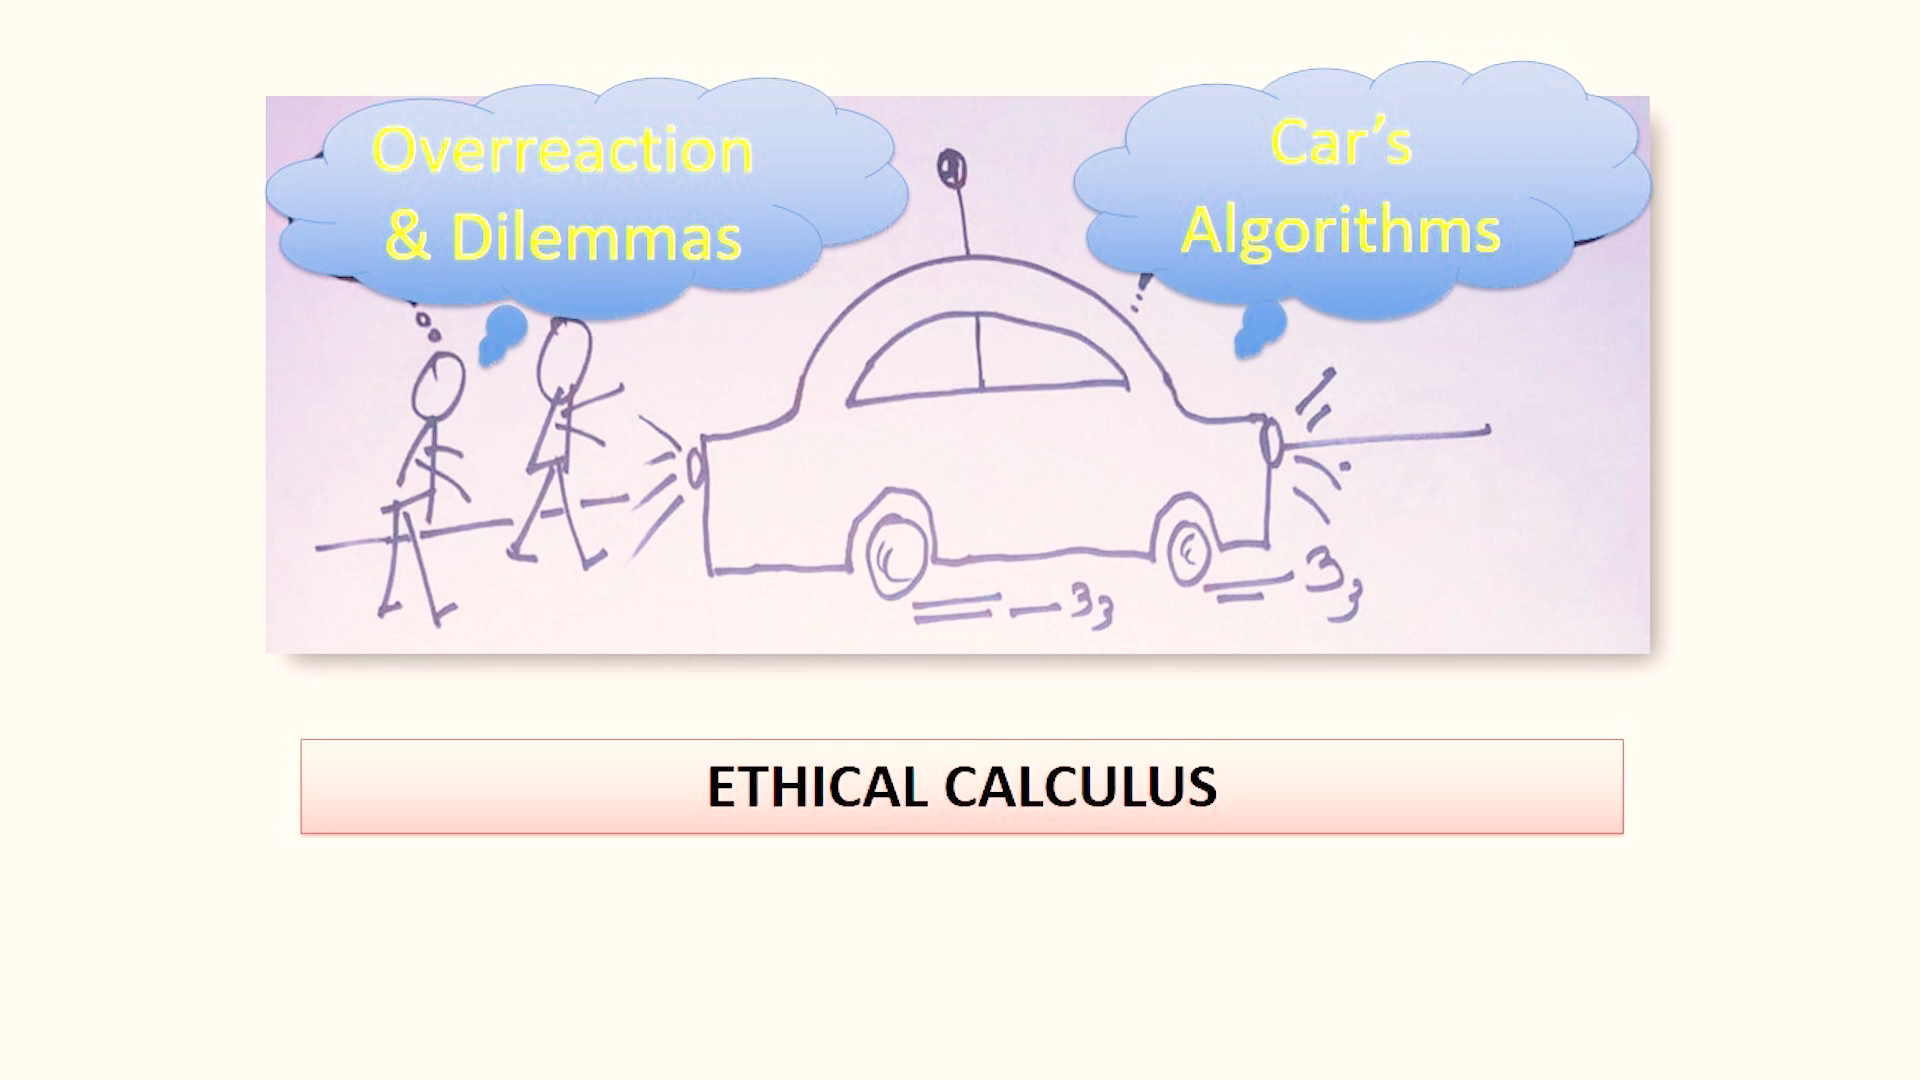 Overreaction
& Dilemmas
Car’s
Algorithms
ETHICAL CALCULUS